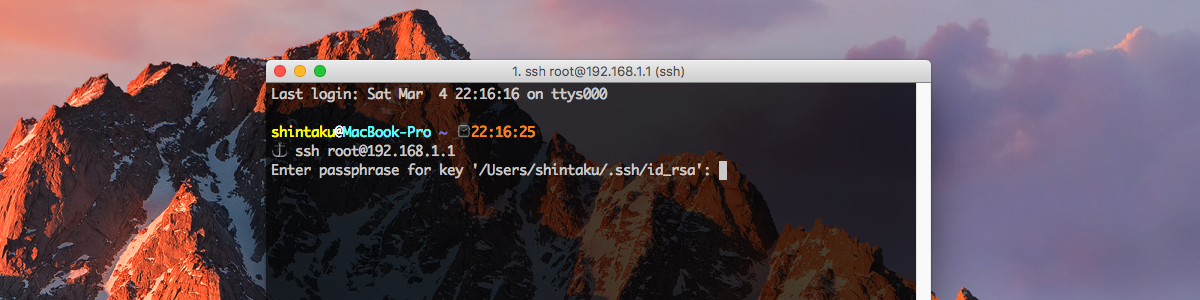 1. ssh root@192.168.1.1 (ssh)
Last login: Sat Mar  4 22:16:16 on ttys000
shintaku@MacBook-Pro ~ 22:16:25
⚓ ssh root@192.168.1.1
Enter passphrase for key '/Users/shintaku/.ssh/id_rsa':